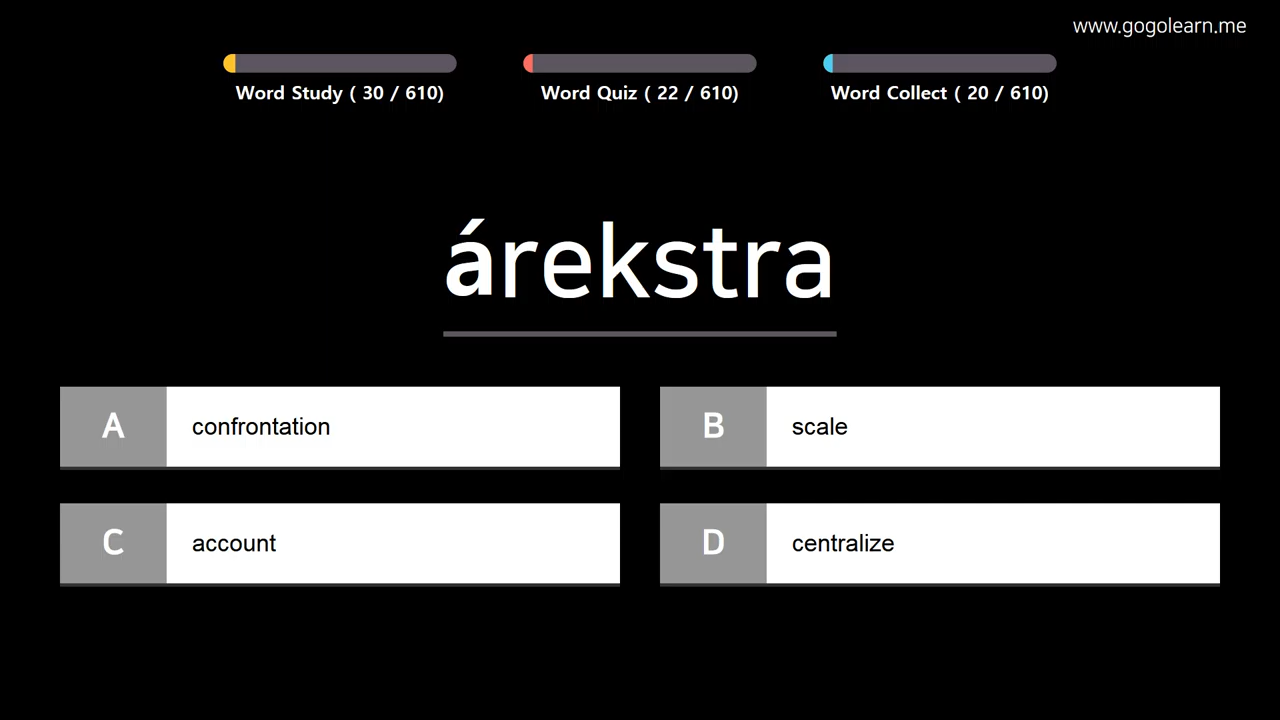 www.gogolearn.me
Word Study ( 30 / 610)
Word Quiz ( 22 / 610)
Word Collect ( 20 / 610)
árekstra
A confrontation
B scale
C account
D centralize